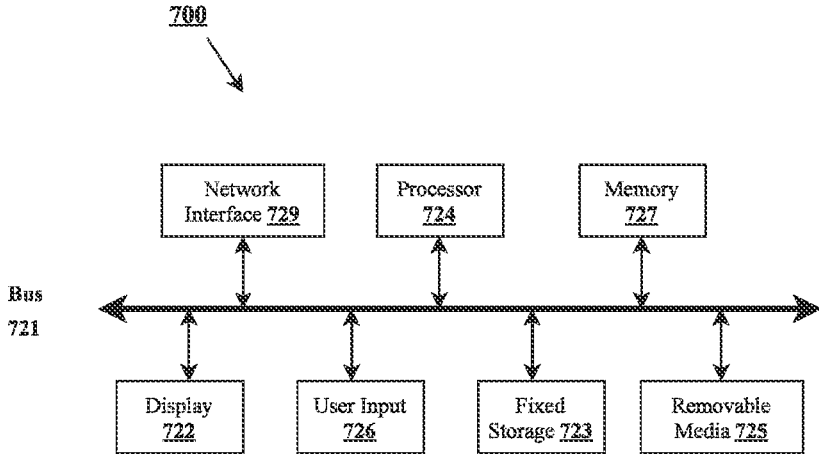 700
Network
Interface 729
Processor
724
Memory
727
Bus
721
Display
722
User Input
726
Fixed
Storage 723
Removable
Media 725